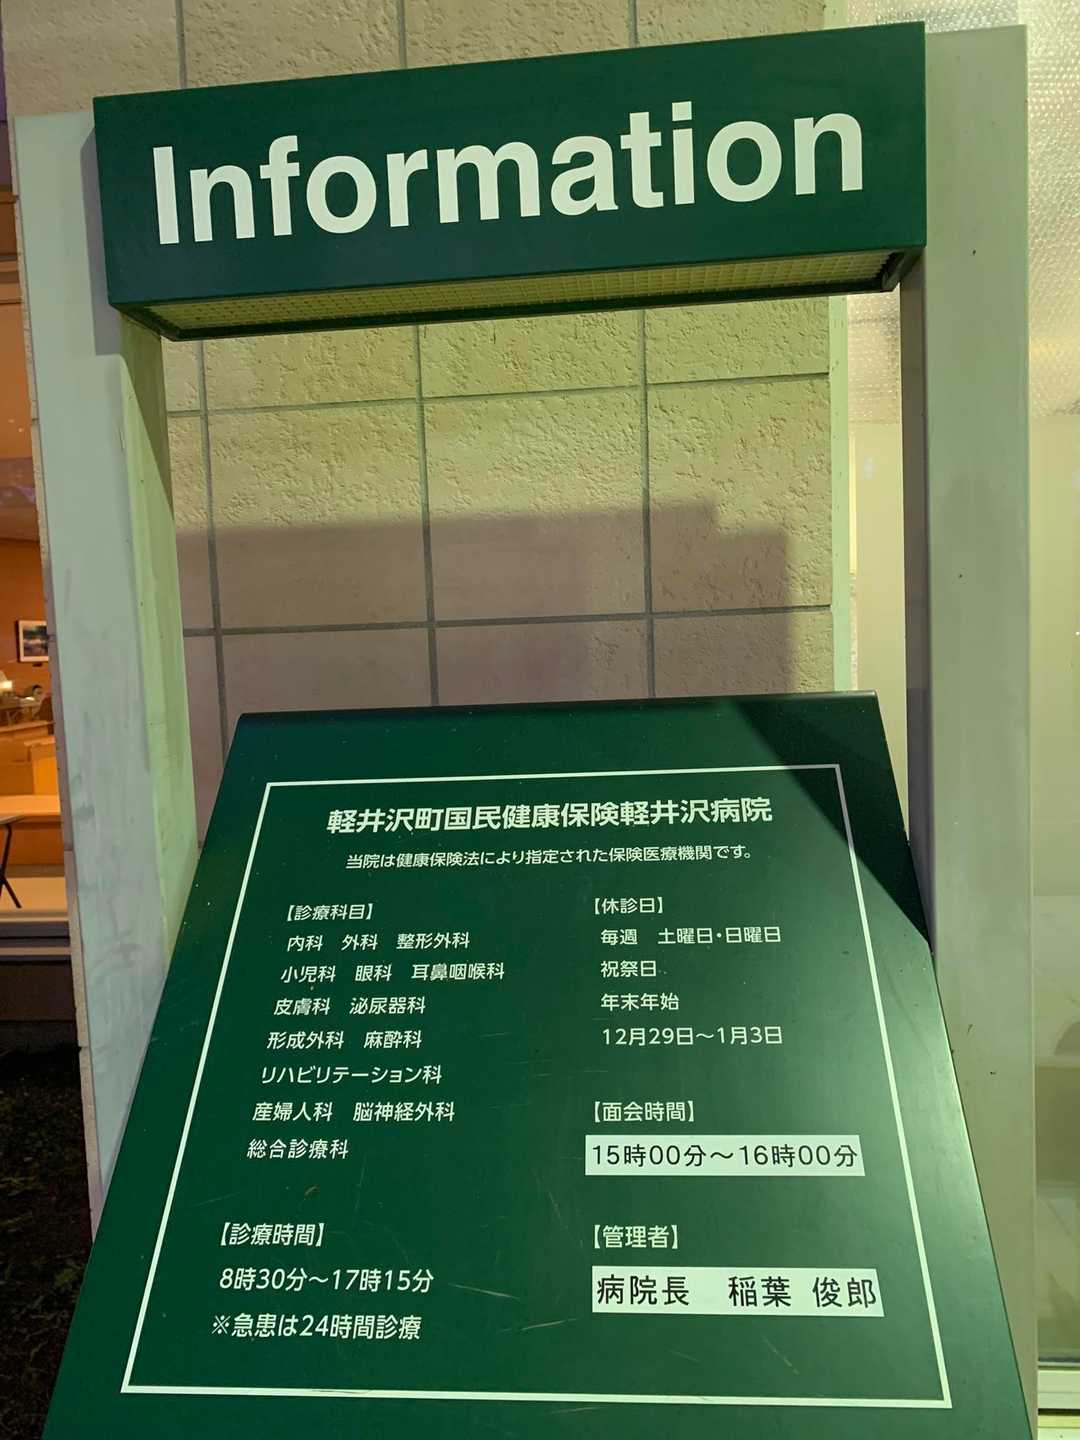 Information
軽井沢町国民健康保険軽井沢病院
当院は健康保険法により指定された保険医療機関です。
【診療科目】
内科　外科　整形外科
小児科　眼科　耳鼻咽喉科
皮膚科　泌尿器科
形成外科　麻酔科
リハビリテーション科
産婦人科　脳神経外科
総合診療科
【診療時間】
8時30分～17時15分
※急患は24時間診療
【休診日】
毎週　土曜日・日曜日
祝祭日
年末年始
12月29日～1月3日
【面会時間】
15時00分～16時00分
【管理者】
病院長　稲葉 俊郎